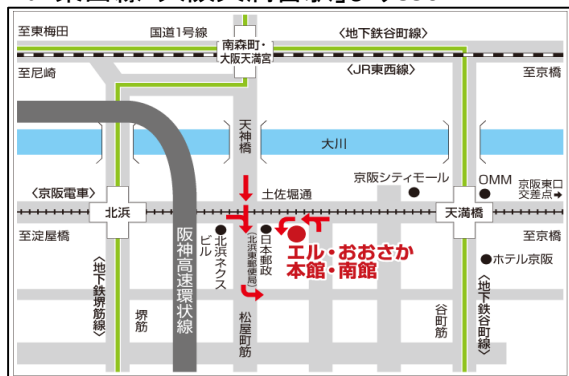 至東梅田
国道1号線
南森町・
大阪天満宮
〈地下鉄谷町線〉
至尼崎
〈JR東西線〉
至京橋
天神橋
大川
京阪シティモール
OMM
京阪東口
交差点➡
〈京阪電車〉
北浜
土佐堀通
天満橋
至淀屋橋
阪神高速環状線
北浜ネクス
ビル
(北浜東郵便局)
日本郵政
エル・おおさか
本館・南館
至京橋
ホテル京阪
〈地下鉄堺筋線〉
堺筋
松屋町筋
谷町筋
〈地下鉄谷町線〉